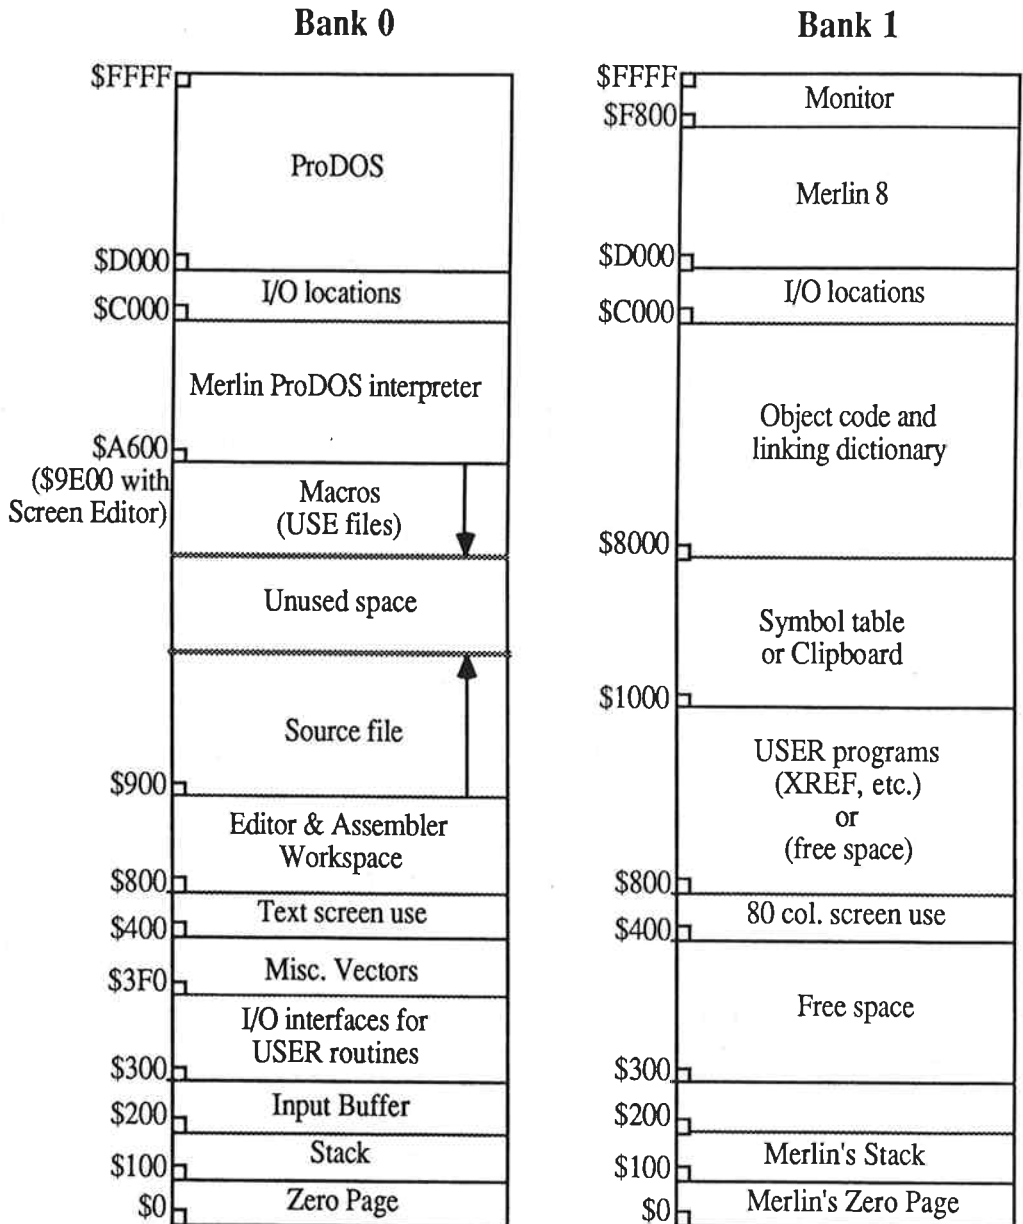 Bank 0
$FFFF
ProDOS
$D000
I/O locations
$C000
Merlin ProDOS interpreter
$A600
($9E00 with
Screen Editor)
Macros
(USE files)
Unused space
Source file
$900
Editor & Assembler
Workspace
$800
Text screen use
$400
Misc. Vectors
$3F0
I/O interfaces for
USER routines
$300
Input Buffer
$200
Stack
$100
Zero Page
$0
Bank 1
$FFFF
Monitor
$F800
Merlin 8
$D000
I/O locations
$C000
Object code and
linking dictionary
$8000
Symbol table
or Clipboard
$1000
USER programs
(XREF, etc.)
or
(free space)
$800
80 col. screen use
$400
Free space
$300
$200
Merlin's Stack
$100
Merlin's Zero Page
$0